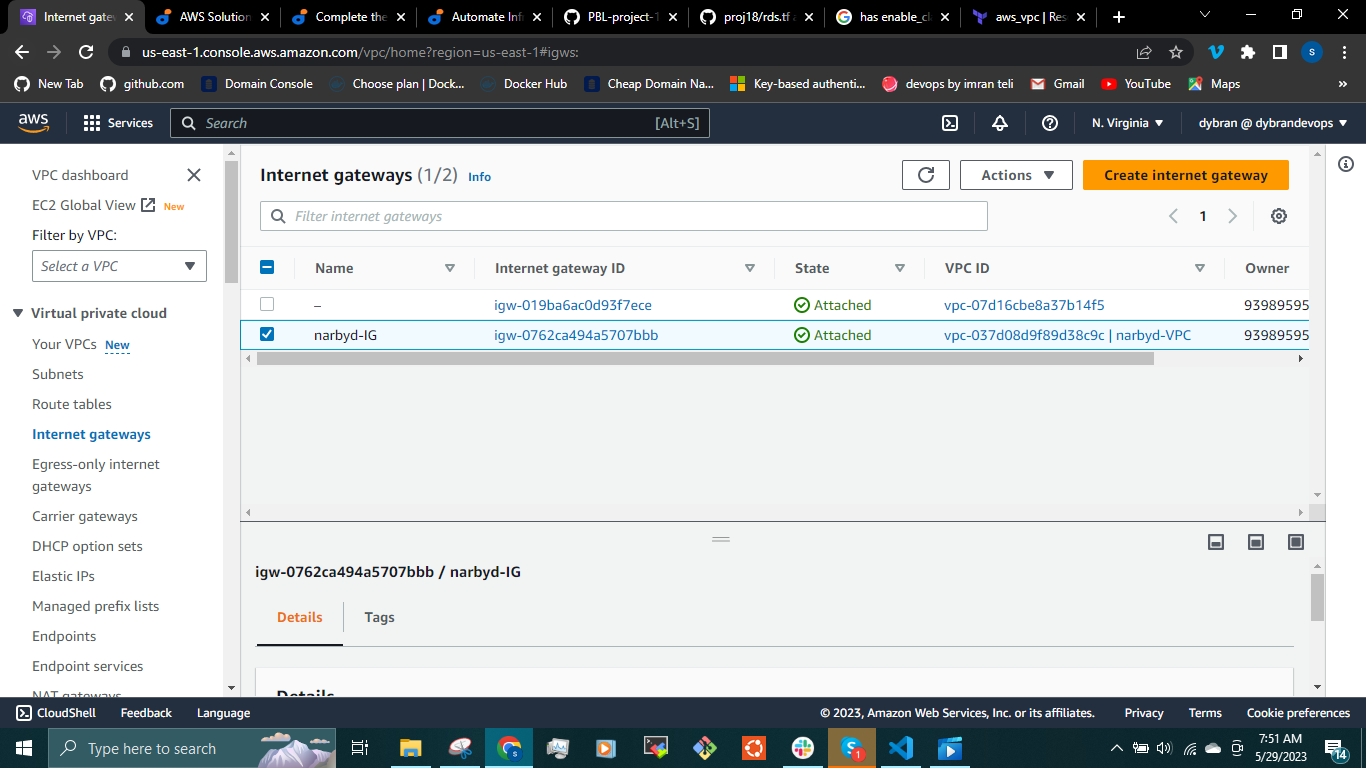 Internet gatew
AWS Solution
Complete the
Automate Infr
PBL-project-1
proj18/rds.tf a
has enable_cl
aws_vpc | Res
us-east-1.console.aws.amazon.com/vpc/home?region=us-east-1#igws:
S
New Tab
github.com
Domain Console
Choose plan | Dock...
Docker Hub
Cheap Domain Na...
Key-based authenti...
devops by imran teli
Gmail
YouTube
Maps
»
aws
Services
Search
[Alt+S]
N. Virginia
dybran @ dybrandevops
VPC dashboard
EC2 Global View New
Filter by VPC:
Select a VPC
Virtual private cloud
Your VPCs New
Subnets
Route tables
Internet gateways
Egress-only internet
gateways
Carrier gateways
DHCP option sets
Elastic IPs
Managed prefix lists
Endpoints
Endpoint services
NAT gateways
Internet gateways (1/2) Info
Actions
Create internet gateway
Filter internet gateways
1
Name Internet gateway ID State VPC ID Owner
– igw-019ba6ac0d93f7ece Attached vpc-07d16cbe8a37b14f5 93989595
narbyd-IG igw-0762ca494a5707bbb Attached vpc-037d08d9f89d38c9c | narbyd-VPC 93989595
igw-0762ca494a5707bbb / narbyd-IG
Details
Tags
Details
CloudShell
Feedback
Language
© 2023, Amazon Web Services, Inc. or its affiliates.
Privacy
Terms
Cookie preferences
Type here to search
1
7:51 AM
5/29/2023
14